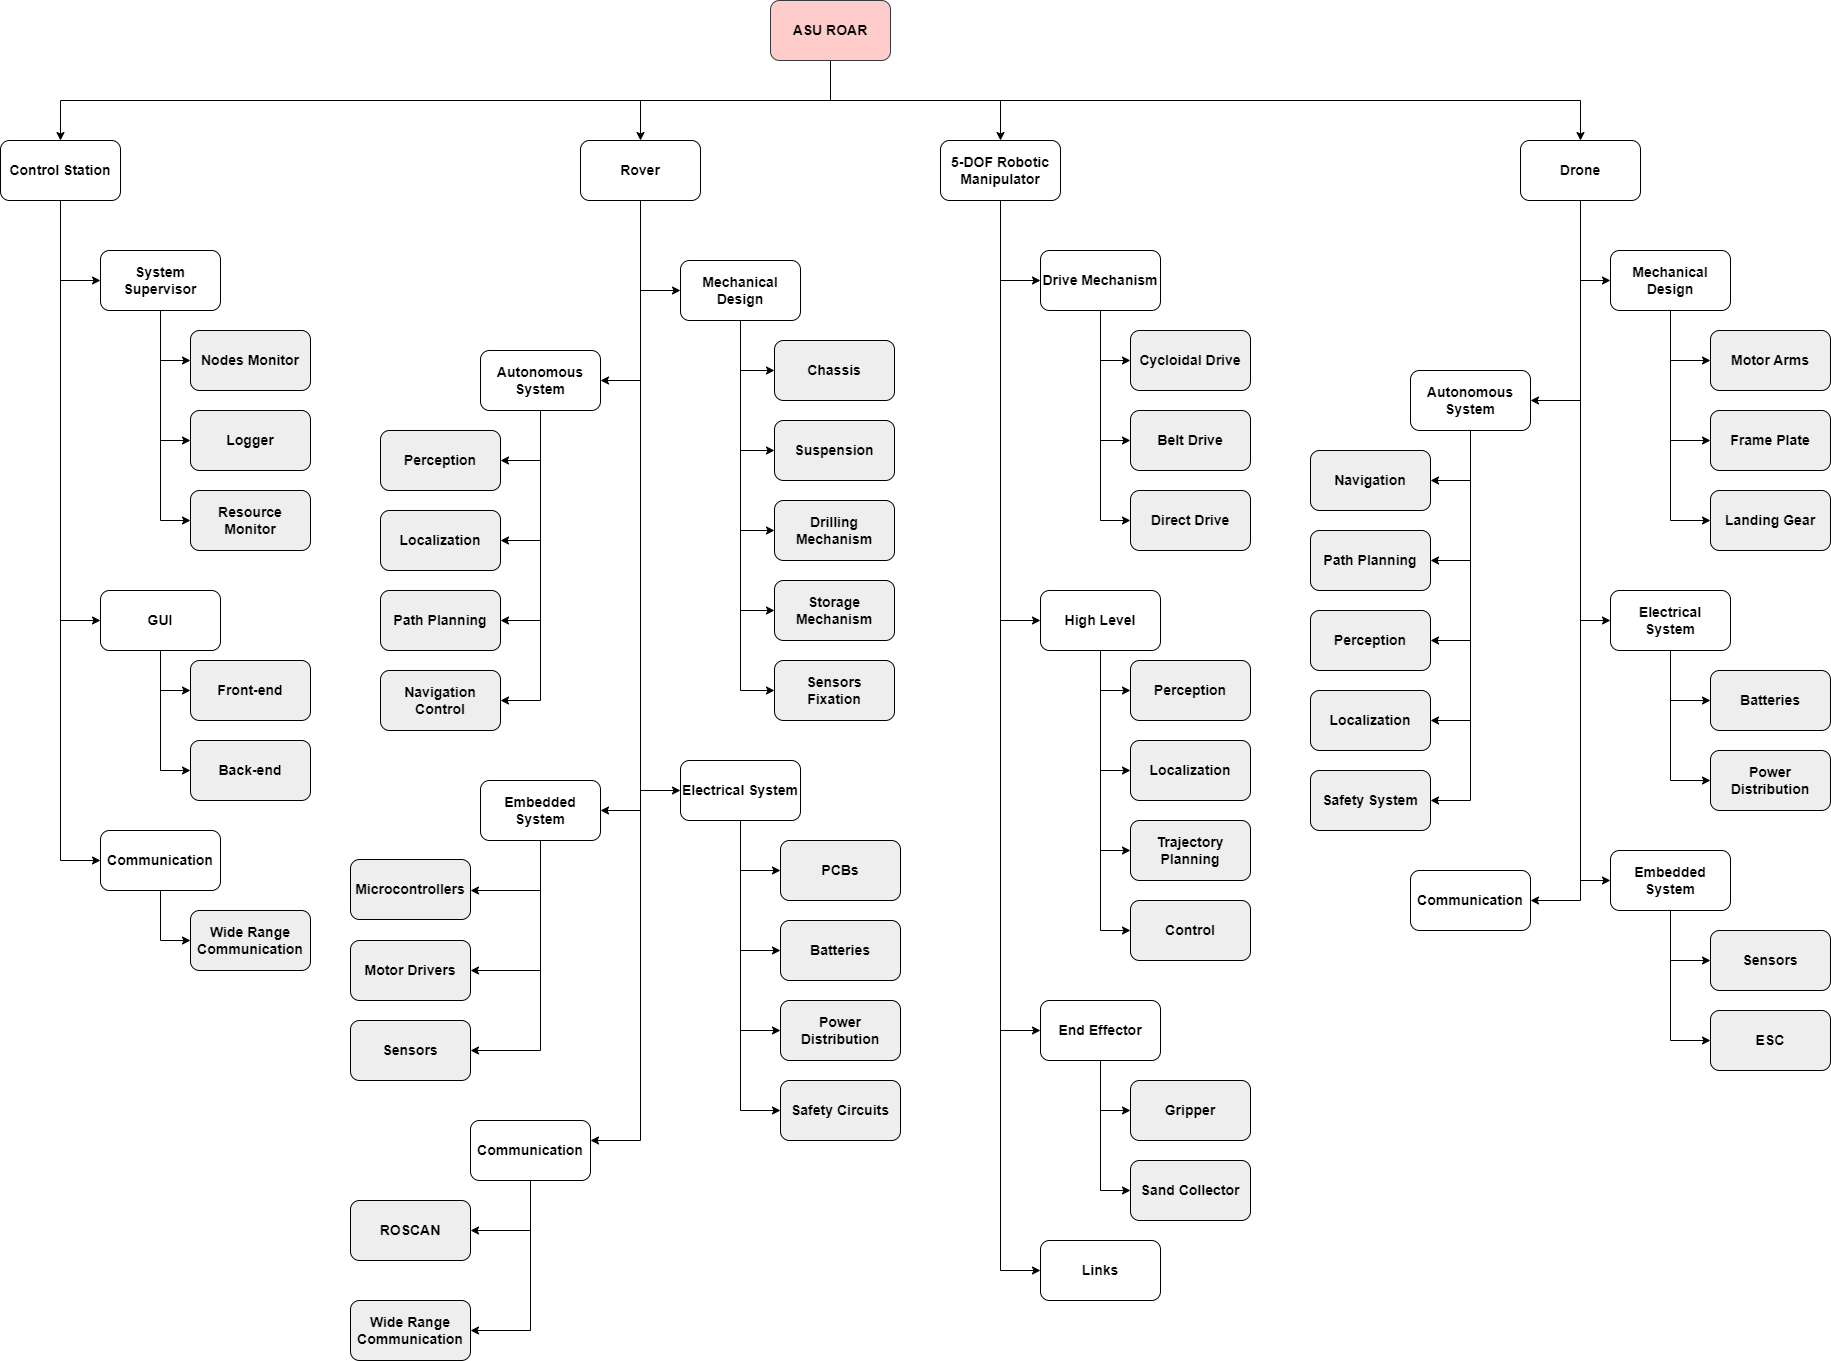 ASU ROAR
Control Station
System
Supervisor
Nodes Monitor
Logger
Resource
Monitor
GUI
Front-end
Back-end
Communication
Wide Range
Communication
Rover
Mechanical
Design
Chassis
Suspension
Drilling
Mechanism
Storage
Mechanism
Sensors
Fixation
Autonomous
System
Perception
Localization
Path Planning
Navigation
Control
Electrical System
PCBs
Batteries
Power
Distribution
Safety Circuits
Embedded
System
Microcontrollers
Motor Drivers
Sensors
Communication
ROSCAN
Wide Range
Communication
5-DOF Robotic
Manipulator
Drive Mechanism
Cycloidal Drive
Belt Drive
Direct Drive
High Level
Perception
Localization
Trajectory
Planning
Control
End Effector
Gripper
Sand Collector
Links
Drone
Mechanical
Design
Motor Arms
Frame Plate
Landing Gear
Autonomous
System
Navigation
Path Planning
Perception
Localization
Safety System
Electrical
System
Batteries
Power
Distribution
Embedded
System
Sensors
ESC
Communication